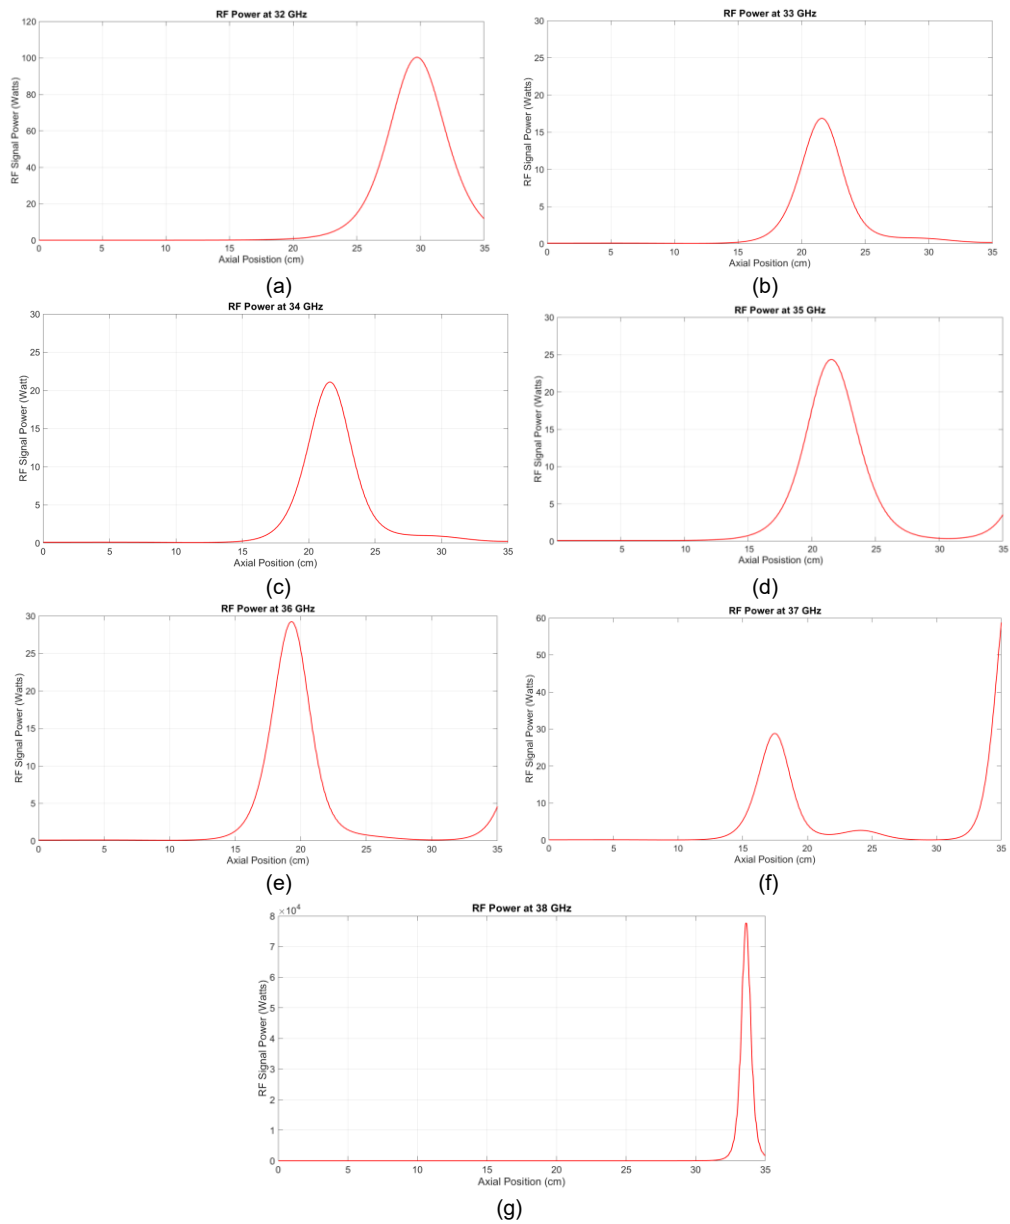 RF Power at 32 GHz
120
100
80
60
40
20
0
RF Signal Power (Watts)
0 5 10 15 20 25 30 35
Axial Position (cm)
(a)
RF Power at 33 GHz
30
25
20
15
10
5
0
RF Signal Power (Watts)
0 5 10 15 20 25 30 35
Axial Position (cm)
(b)
RF Power at 34 GHz
30
25
20
15
10
5
0
RF Signal Power (Watt)
0 5 10 15 20 25 30 35
Axial Position (cm)
(c)
RF Power at 35 GHz
30
25
20
15
10
5
0
RF Signal Power (Watts)
5 10 15 20 25 30 35
Axial Posistion (cm)
(d)
RF Power at 36 GHz
30
25
20
15
10
5
0
RF Signal Power (Watts)
0 5 10 15 20 25 30 35
Axial Position (cm)
(e)
RF Power at 37 GHz
60
50
40
30
20
10
0
RF Signal Power (Watts)
0 5 10 15 20 25 30 35
Axial Position (cm)
(f)
RF Power at 38 GHz
×10⁴
8
7
6
5
4
3
2
1
0
RF Signal Power (Watts)
0 5 10 15 20 25 30 35
Axial Position (cm)
(g)